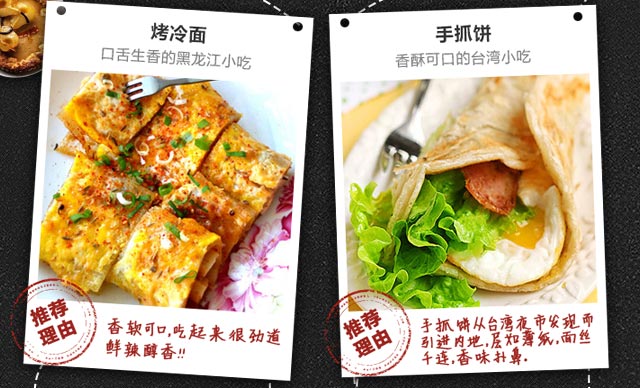 烤冷面
口舌生香的黑龙江小吃
推荐
理由
香软可口,吃起来很劲道
鲜辣醇香!!
手抓饼
香酥可口的台湾小吃
推荐
理由
手抓饼从台湾夜市发现而
引进内地,层如薄纸,面丝
千连,香味扑鼻.